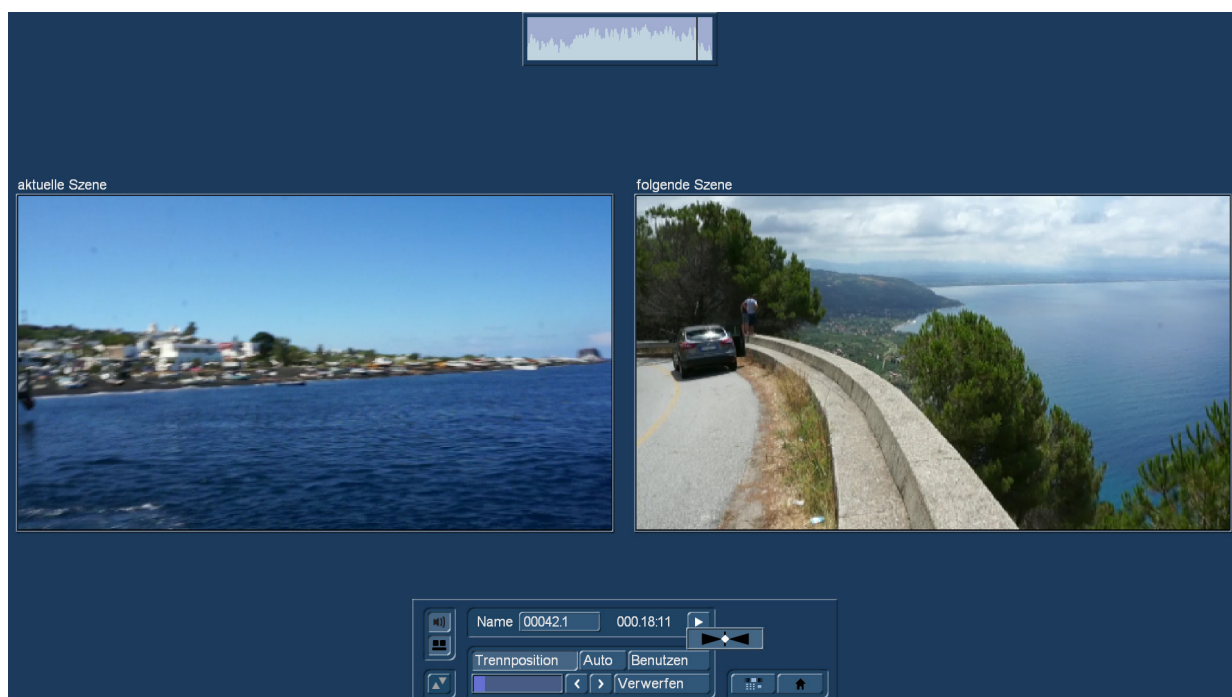 aktuelle Szene
folgende Szene
Name 00042.1 000.18:11
Trennposition Auto Benutzen
< > Verwerfen